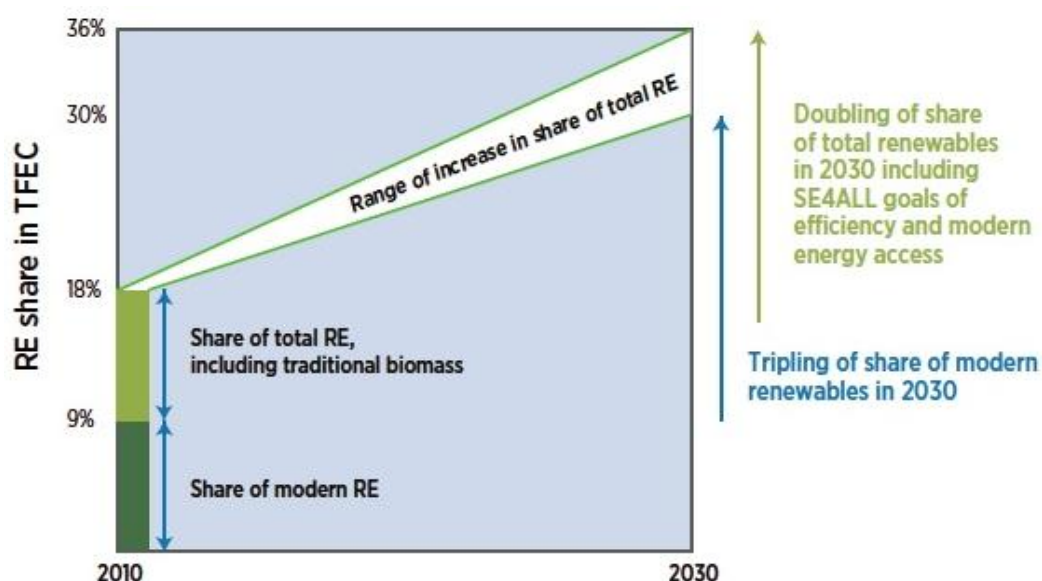 36%
30%
18%
9%
RE share in TFEC
2010
2030
Range of increase in share of total RE
Share of total RE,
including traditional biomass
Share of modern RE
Doubling of share
of total renewables
in 2030 including
SE4ALL goals of
efficiency and modern
energy access
Tripling of share of modern
renewables in 2030